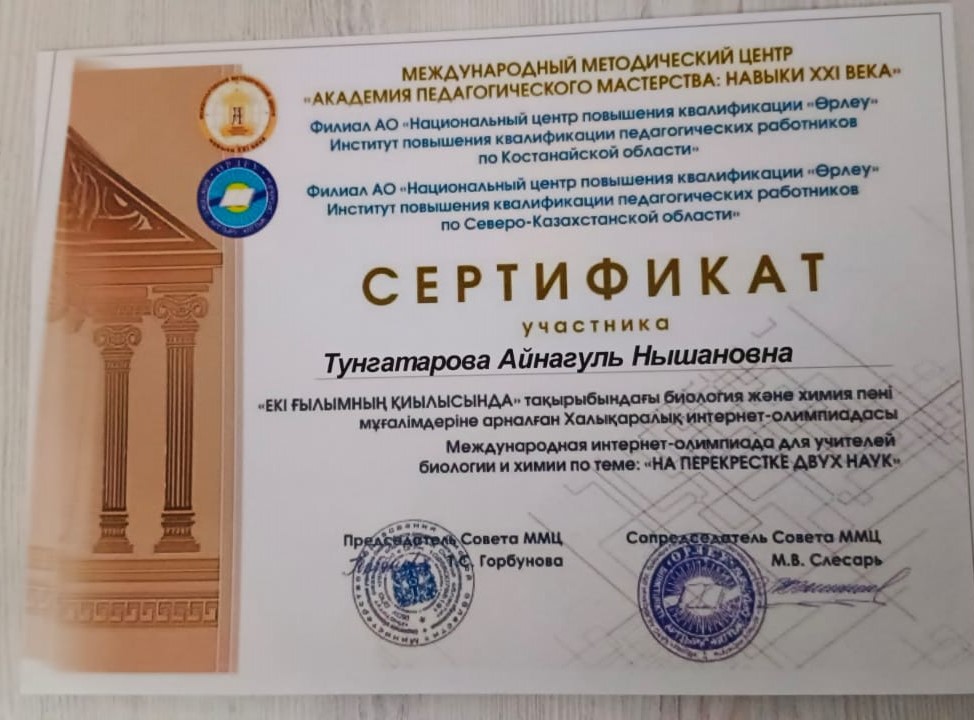 МЕЖДУНАРОДНЫЙ МЕТОДИЧЕСКИЙ ЦЕНТР
«АКАДЕМИЯ ПЕДАГОГИЧЕСКОГО МАСТЕРСТВА: НАВЫКИ XXI ВЕКА»
Филиал АО «Национальный центр повышения квалификации «Өрлеу»
Институт повышения квалификации педагогических работников
по Костанайской области»
Филиал АО «Национальный центр повышения квалификации «Өрлеу»
Институт повышения квалификации педагогических работников
по Северо-Казахстанской области»
СЕРТИФИКАТ
участника
Тунгатарова Айнагуль Нышановна
«ЕКІ ҒЫЛЫМНЫҢ ҚИЫЛЫСЫНДА» тақырыбындағы биология және химия пәні
мұғалімдеріне арналған Халықаралық интернет-олимпиадасы
Международная интернет-олимпиада для учителей
биологии и химии по теме: «НА ПЕРЕКРЕСТКЕ ДВУХ НАУК»
Председатель Совета ММЦ
Т.С. Горбунова
Сопредседатель Совета ММЦ
М.В. Слесарь